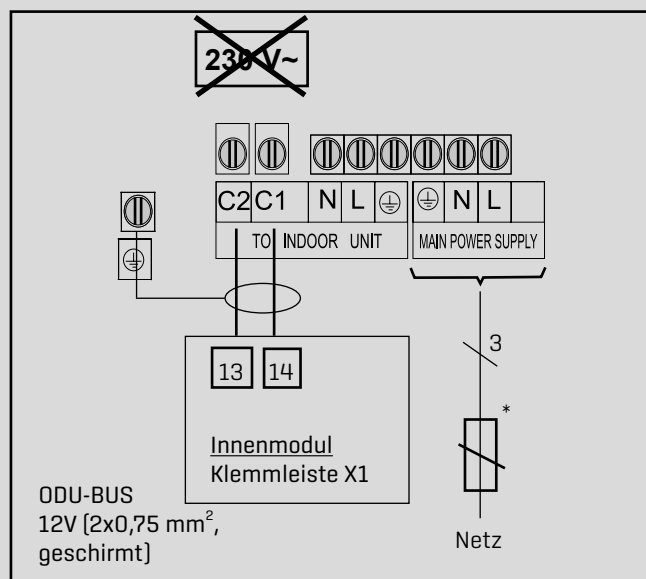 230 V~
C2 C1 N L N L
TO INDOOR UNIT
MAIN POWER SUPPLY
3
13 14
*
Innenmodul
Klemmleiste X1
ODU-BUS
12V (2x0,75 mm²,
geschirmt)
Netz